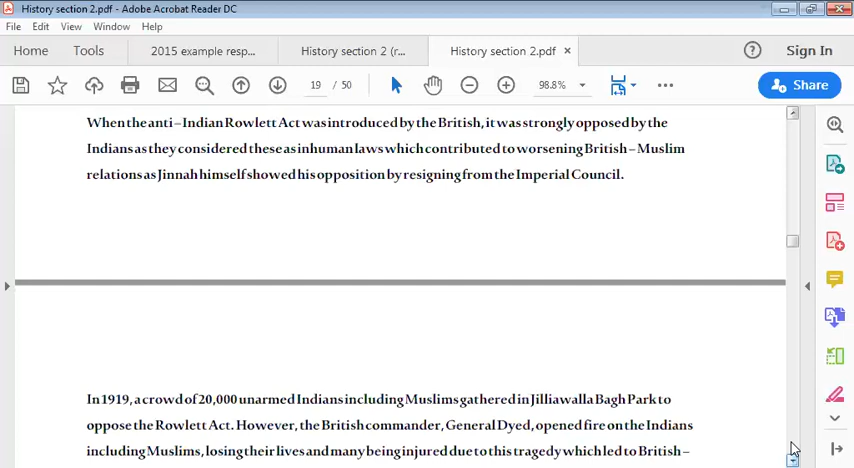 History section 2.pdf - Adobe Acrobat Reader DC
File Edit View Window Help
Home Tools 2015 example resp... History section 2 (r... History section 2.pdf × Sign In
19 / 50 98.8% Share
When the anti – Indian Rowlett Act was introduced by the British, it was strongly opposed by the
Indians as they considered these as inhuman laws which contributed to worsening British – Muslim
relations as Jinnah himself showed his opposition by resigning from the Imperial Council.
In 1919, a crowd of 20,000 unarmed Indians including Muslims gathered in Jilliawalla Bagh Park to
oppose the Rowlett Act. However, the British commander, General Dyed, opened fire on the Indians
including Muslims, losing their lives and many being injured due to this tragedy which led to British –